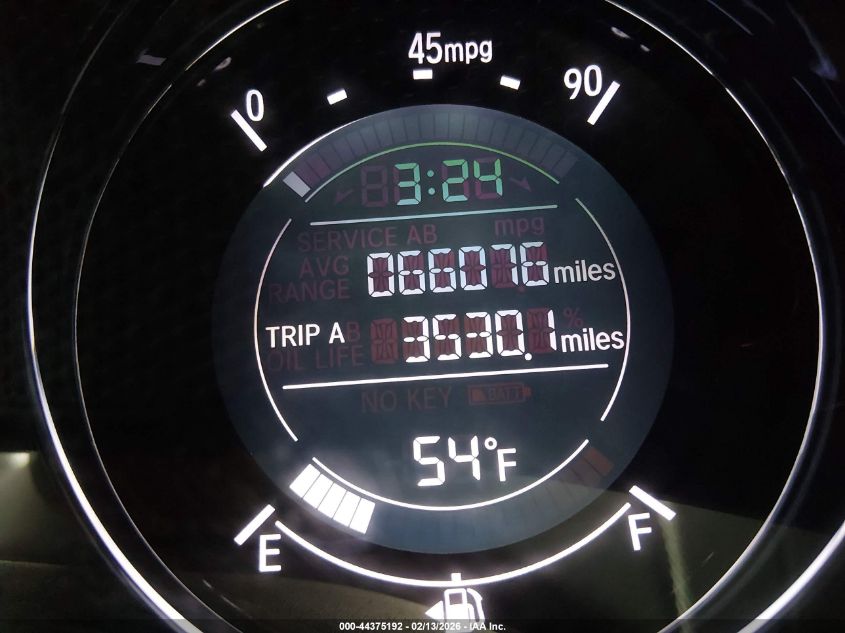 45mpg
0 90
3:24
SERVICE AB mpg
AVG
RANGE 066076 miles
TRIP A B 3530.1 % miles
OIL LIFE
NO KEY BATT
54°F
E F
000-44375192 - 02/13/2026 - IAA Inc.